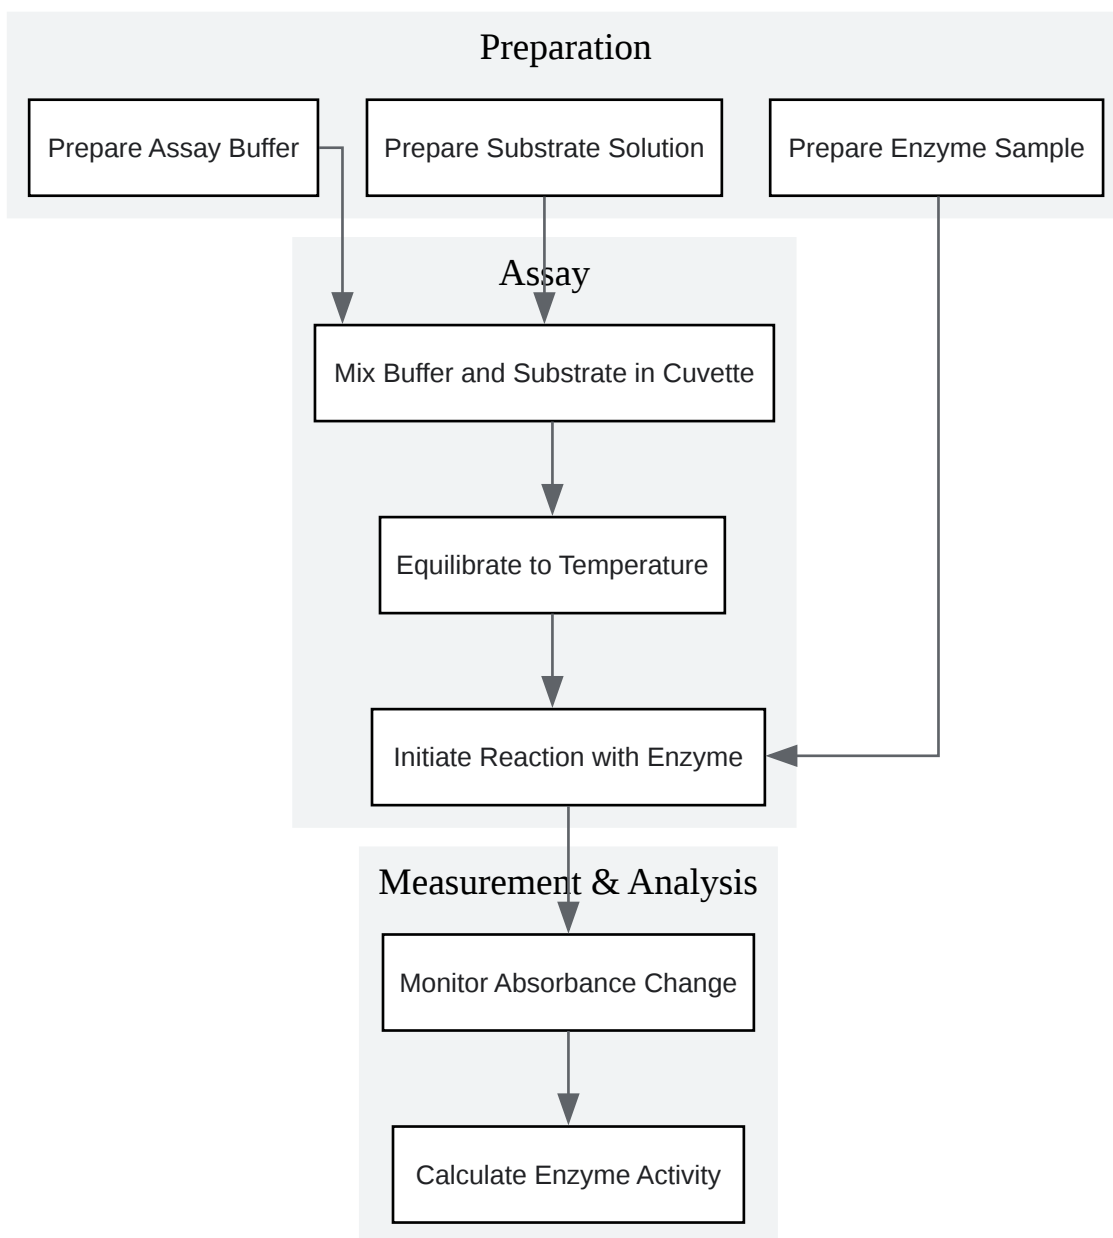 Preparation
Prepare Assay Buffer
Prepare Substrate Solution
Prepare Enzyme Sample
Assay
Mix Buffer and Substrate in Cuvette
Equilibrate to Temperature
Initiate Reaction with Enzyme
Measurement & Analysis
Monitor Absorbance Change
Calculate Enzyme Activity